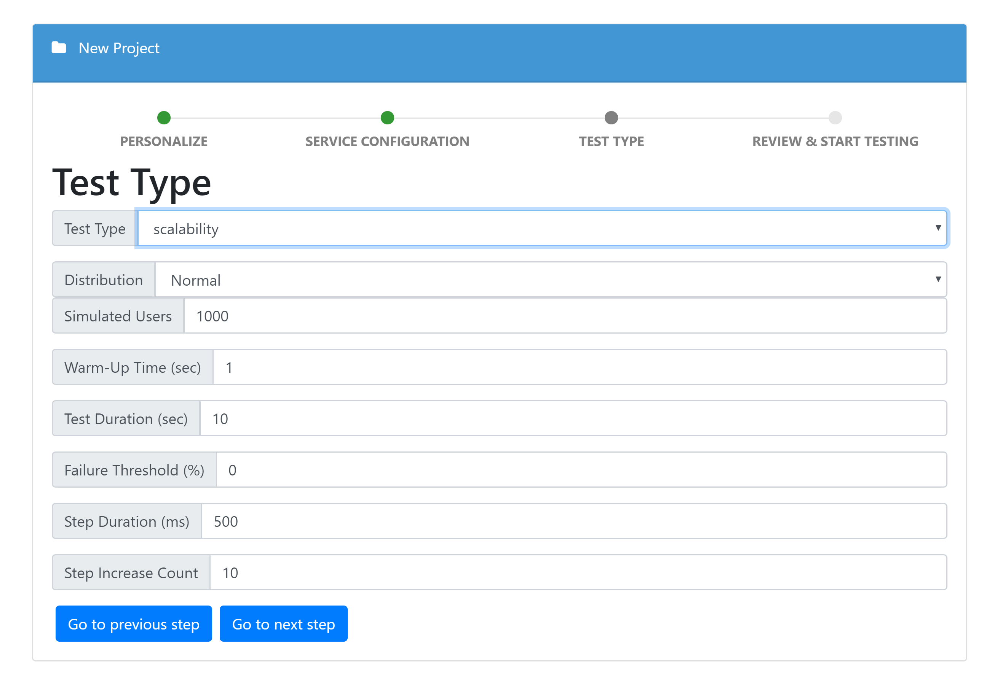 New Project
PERSONALIZE SERVICE CONFIGURATION TEST TYPE REVIEW & START TESTING
Test Type
Test Type scalability
Distribution Normal
Simulated Users 1000
Warm-Up Time (sec) 1
Test Duration (sec) 10
Failure Threshold (%) 0
Step Duration (ms) 500
Step Increase Count 10
Go to previous step Go to next step